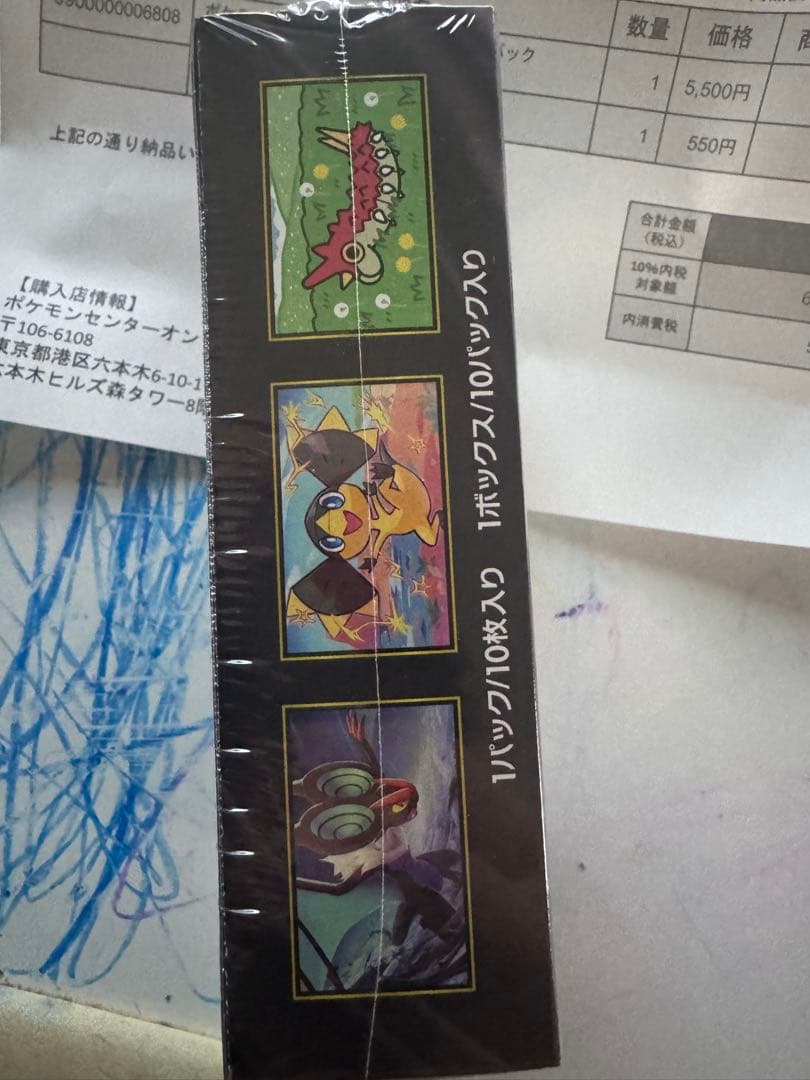 9900000006808
数量
価格
パック
1
5,500円
1
550円
上記の通り納品い
合計金額
(税込)
10%内税
対象額
内消費税
【購入店情報】
ポケモンセンターオン
〒106-6108
東京都港区六本木6-10-1
六本木ヒルズ森タワー8階
1パック/10枚入り 1ボックス/10パック入り